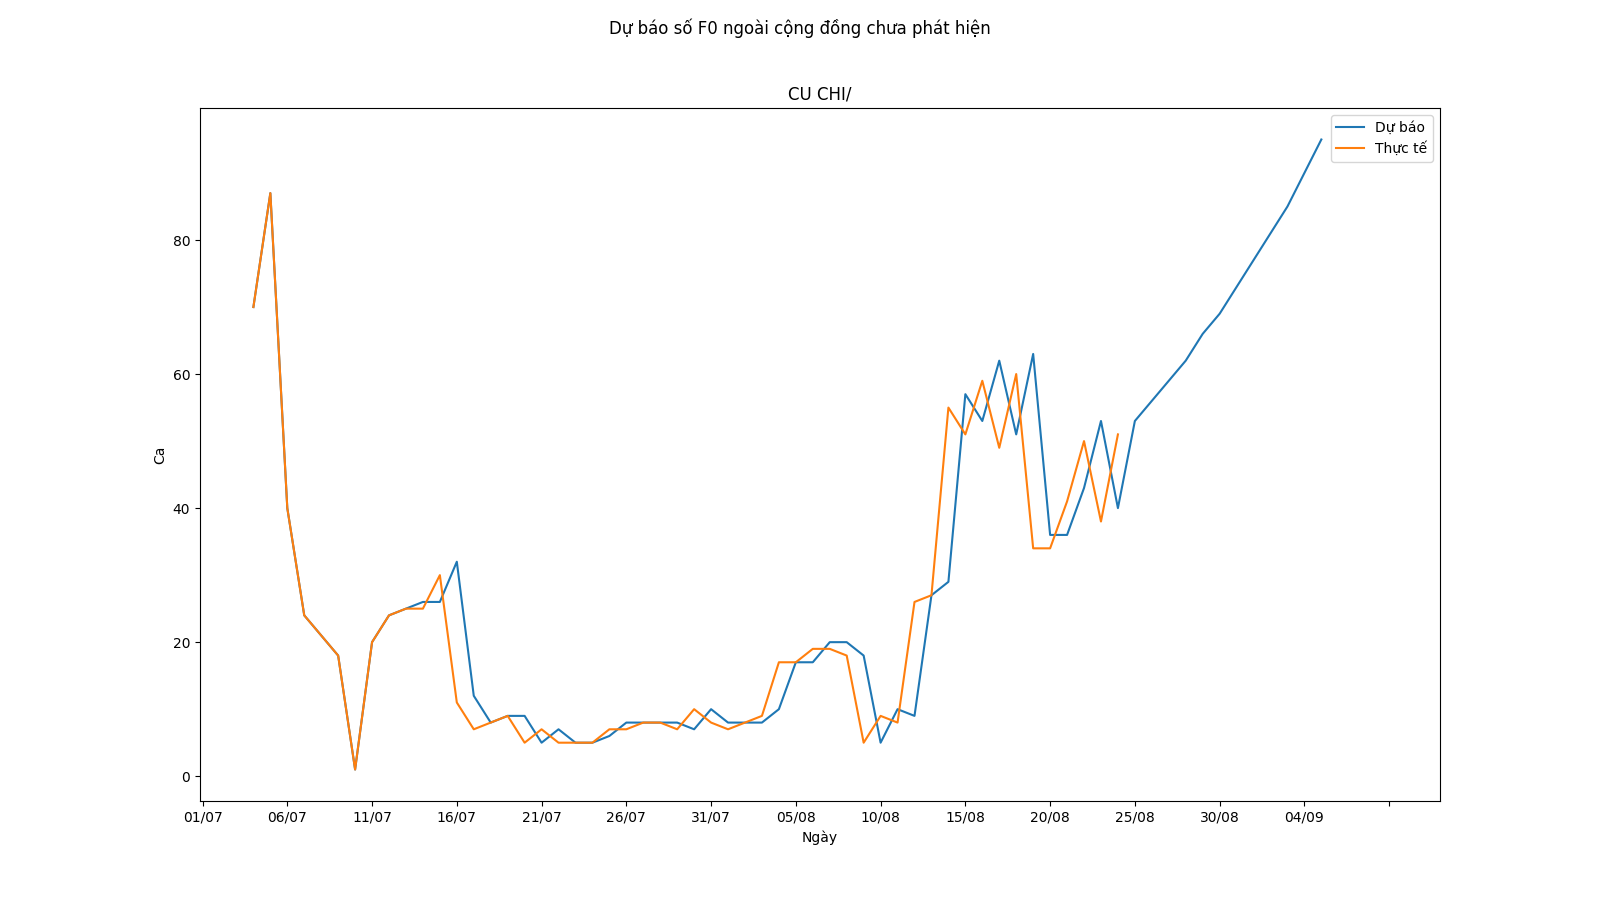 Dự báo số F0 ngoài cộng đồng chưa phát hiện
CU CHI/
Dự báo
Thực tế
Ca
80
60
40
20
0
01/07 06/07 11/07 16/07 21/07 26/07 31/07 05/08 10/08 15/08 20/08 25/08 30/08 04/09
Ngày